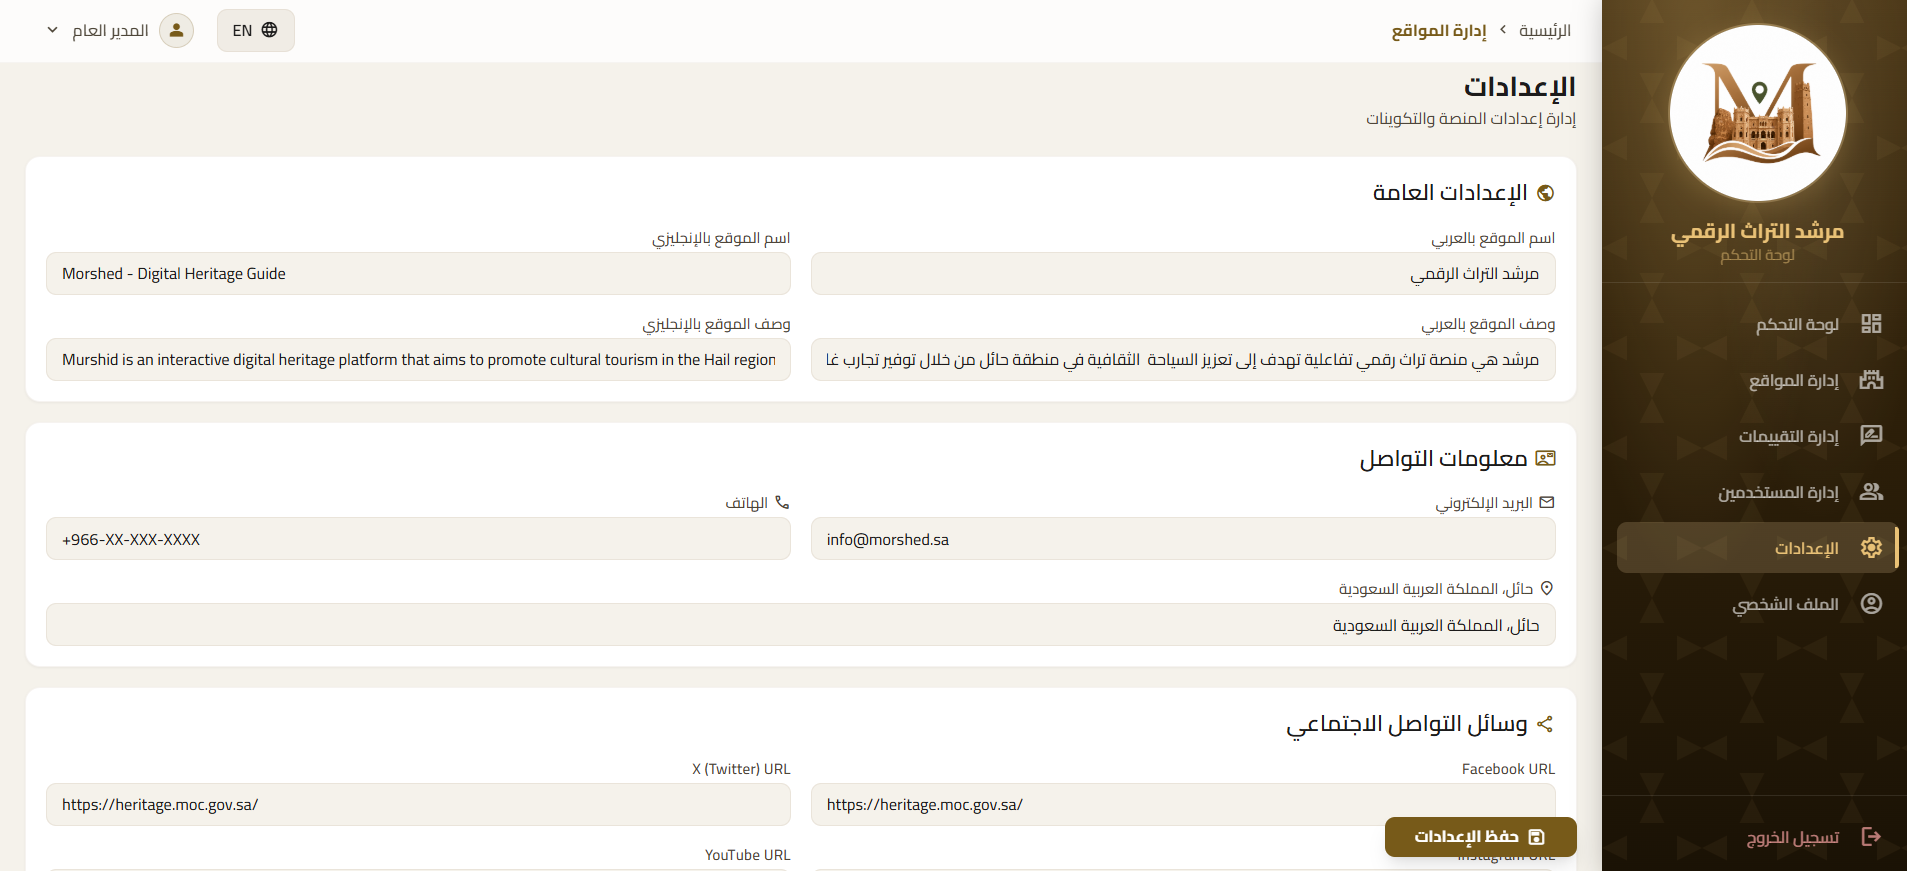 الرئيسية
إدارة المواقع
EN
المدير العام
مرشد التراث الرقمي
لوحة التحكم
لوحة التحكم
إدارة المواقع
إدارة التقييمات
إدارة المستخدمين
الإعدادات
الملف الشخصي
تسجيل الخروج
الإعدادات
إدارة إعدادات المنصة والتكوينات
الإعدادات العامة
اسم الموقع بالعربي
مرشد التراث الرقمي
اسم الموقع بالإنجليزي
Morshed - Digital Heritage Guide
وصف الموقع بالعربي
مرشد هي منصة تراث رقمي تفاعلية تهدف إلى تعزيز السياحة  الثقافية في منطقة حائل من خلال توفير تجارب غا
وصف الموقع بالإنجليزي
Murshid is an interactive digital heritage platform that aims to promote cultural tourism in the Hail region
معلومات التواصل
البريد الإلكتروني
info@morshed.sa
الهاتف
+966-XX-XXX-XXXX
حائل، المملكة العربية السعودية
حائل، المملكة العربية السعودية
وسائل التواصل الاجتماعي
Facebook URL
https://heritage.moc.gov.sa/
X (Twitter) URL
https://heritage.moc.gov.sa/
حفظ الإعدادات
Instagram URL
YouTube URL